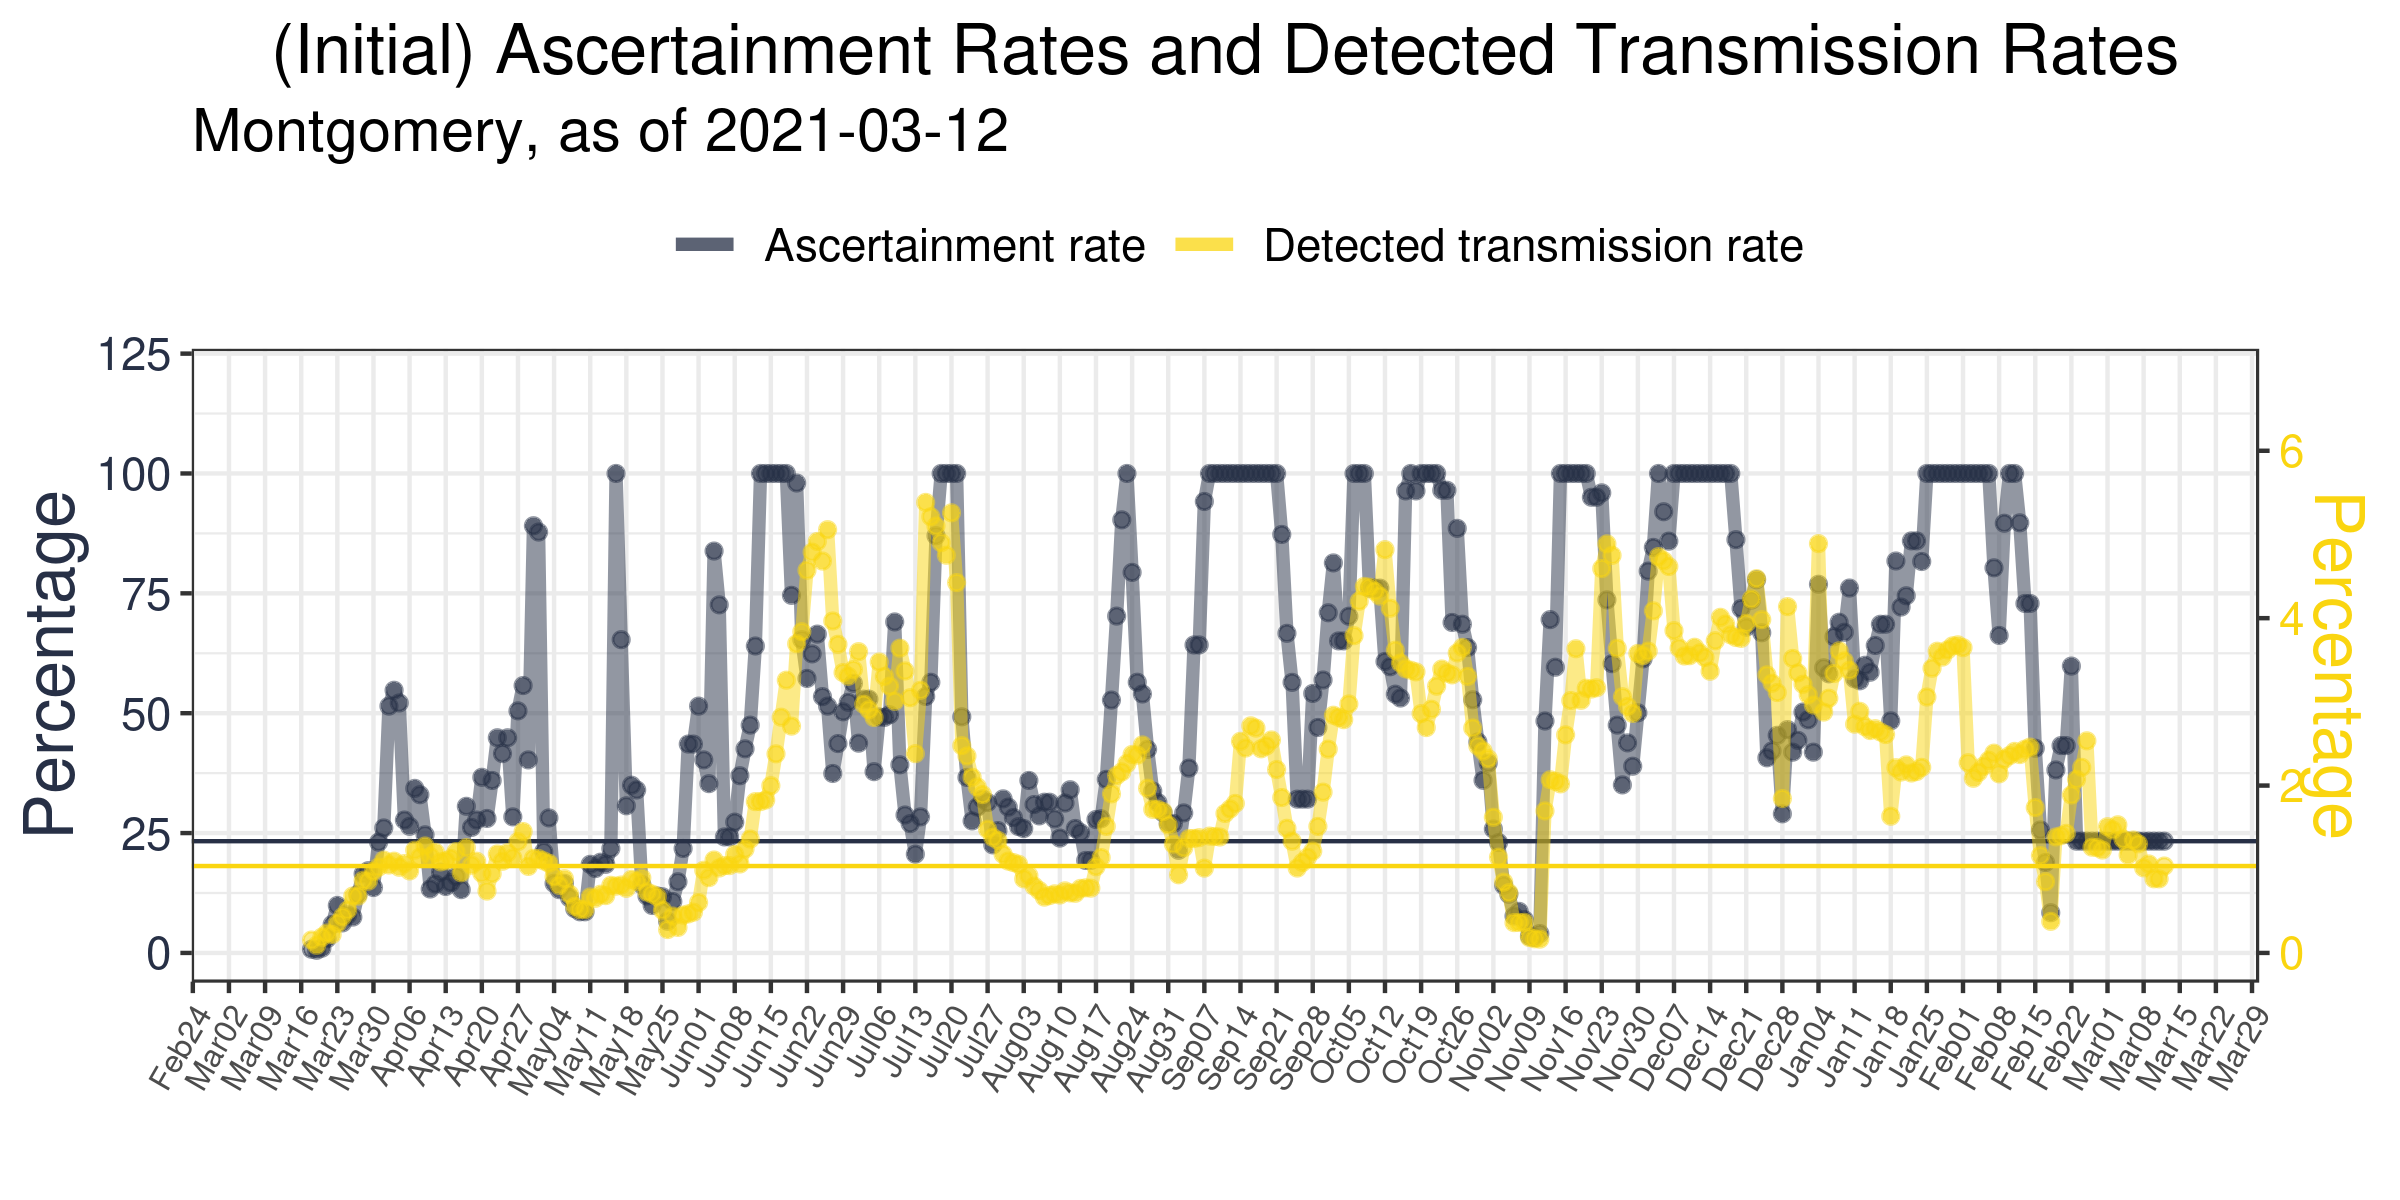 (Initial) Ascertainment Rates and Detected Transmission Rates
Montgomery, as of 2021-03-12
Ascertainment rate
Detected transmission rate
125
100
75
50
25
0
Percentage
6
4
2
0
Percentage
Feb24
Mar02
Mar09
Mar16
Mar23
Mar30
Apr06
Apr13
Apr20
Apr27
May04
May11
May18
May25
Jun01
Jun08
Jun15
Jun22
Jun29
Jul06
Jul13
Jul20
Jul27
Aug03
Aug10
Aug17
Aug24
Aug31
Sep07
Sep14
Sep21
Sep28
Oct05
Oct12
Oct19
Oct26
Nov02
Nov09
Nov16
Nov23
Nov30
Dec07
Dec14
Dec21
Dec28
Jan04
Jan11
Jan18
Jan25
Feb01
Feb08
Feb15
Feb22
Mar01
Mar08
Mar15
Mar22
Mar29